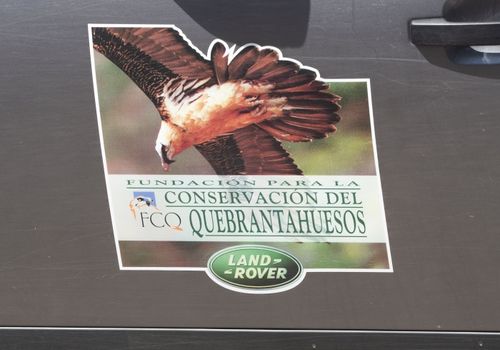 FUNDACIÓN PARA LA
CONSERVACIÓN DEL
FCQ QUEBRANTAHUESOS
LAND-
-ROVER